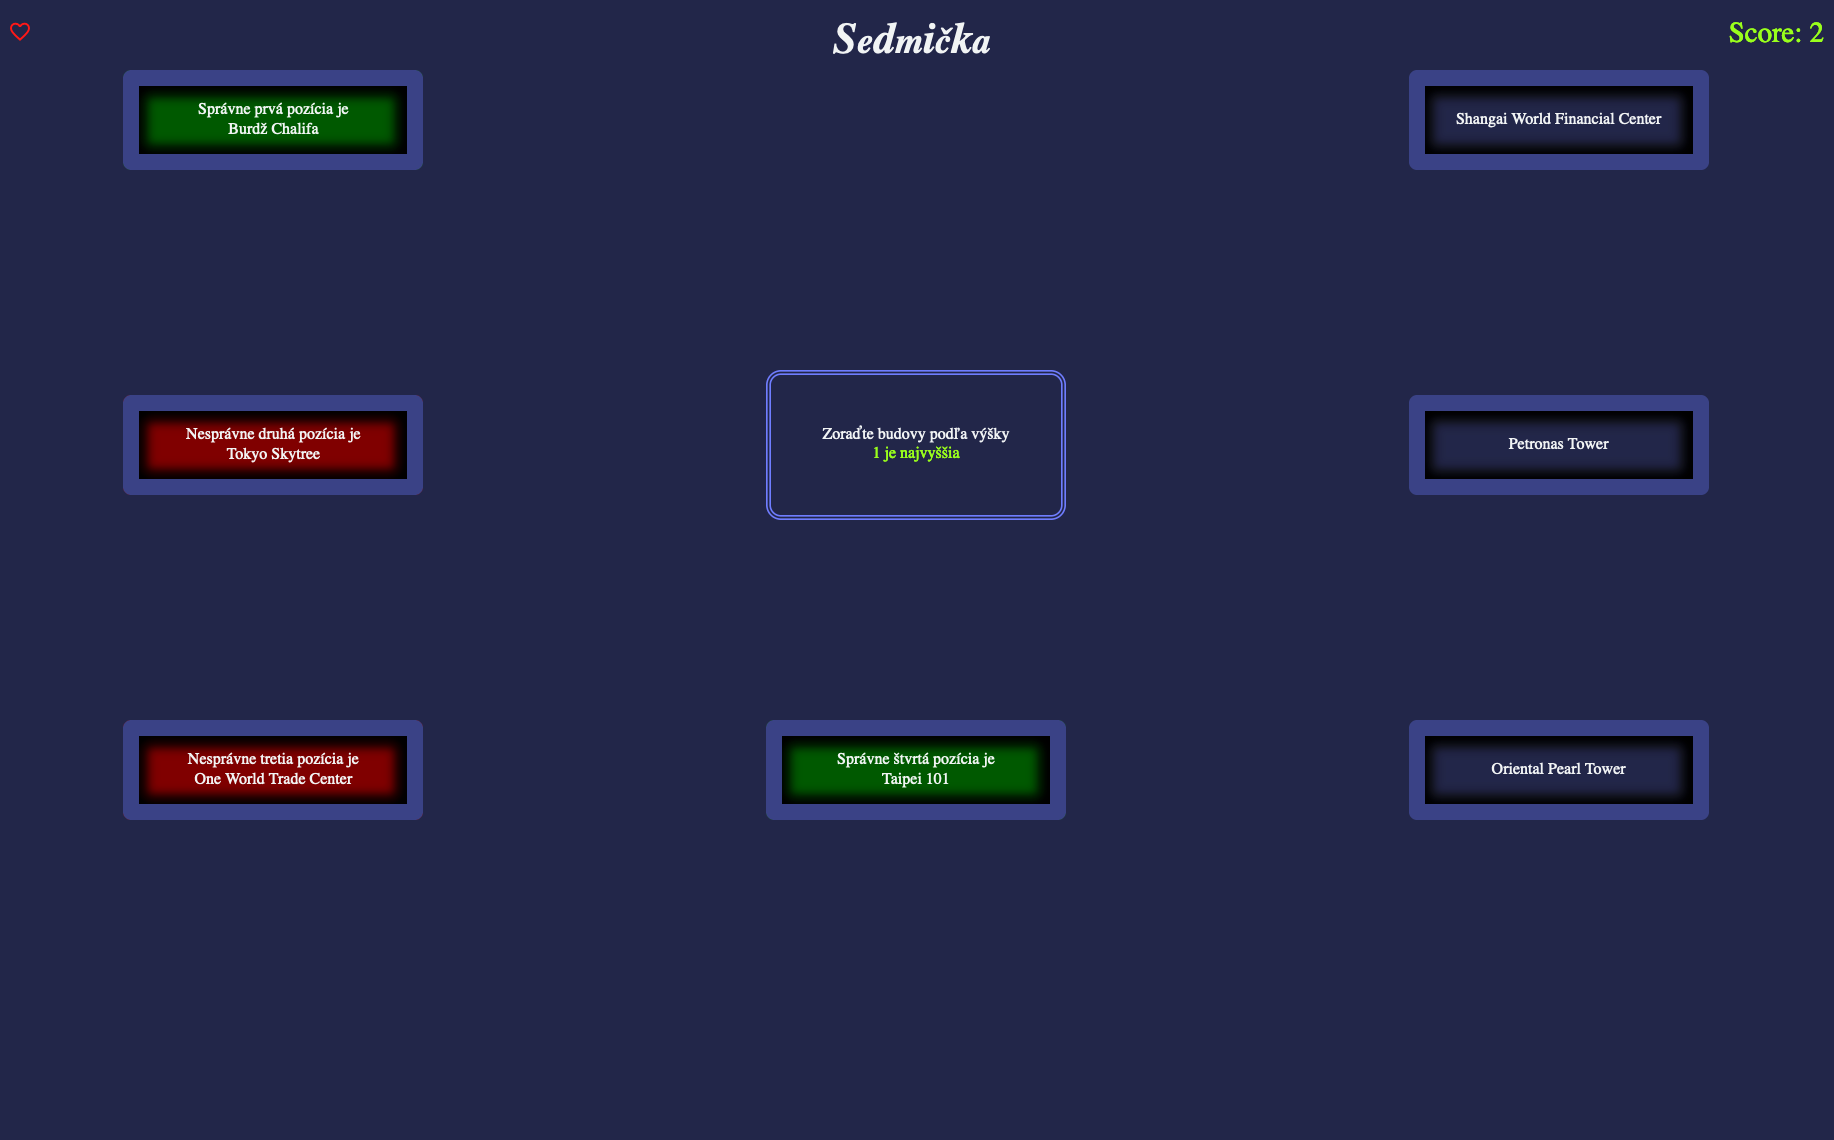 Sedmička
Score: 2
Správne prvá pozícia je
Burdž Chalifa
Shangai World Financial Center
Nesprávne druhá pozícia je
Tokyo Skytree
Zoraďte budovy podľa výšky
1 je najvyššia
Petronas Tower
Nesprávne tretia pozícia je
One World Trade Center
Správne štvrtá pozícia je
Taipei 101
Oriental Pearl Tower